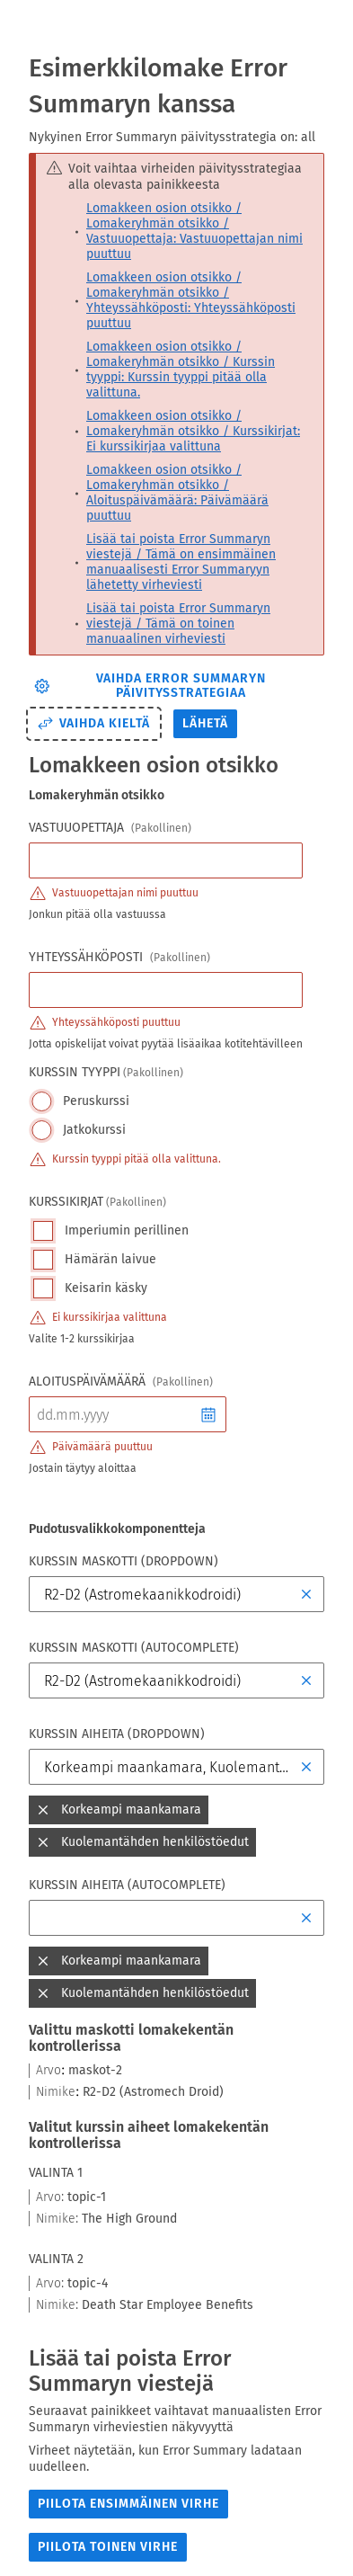 Esimerkkilomake Error
Summaryn kanssa
Nykyinen Error Summaryn päivitysstrategia on: all
Voit vaihtaa virheiden päivitysstrategiaa
alla olevasta painikkeesta
Lomakkeen osion otsikko /
Lomakeryhmän otsikko /
Vastuuopettaja: Vastuuopettajan nimi
puuttuu
Lomakkeen osion otsikko /
Lomakeryhmän otsikko /
Yhteyssähköposti: Yhteyssähköposti
puuttuu
Lomakkeen osion otsikko /
Lomakeryhmän otsikko / Kurssin
tyyppi: Kurssin tyyppi pitää olla
valittuna.
Lomakkeen osion otsikko /
Lomakeryhmän otsikko / Kurssikirjat:
Ei kurssikirjaa valittuna
Lomakkeen osion otsikko /
Lomakeryhmän otsikko /
Aloituspäivämäärä: Päivämäärä
puuttuu
Lisää tai poista Error Summaryn
viestejä / Tämä on ensimmäinen
manuaalisesti Error Summaryyn
lähetetty virheviesti
Lisää tai poista Error Summaryn
viestejä / Tämä on toinen
manuaalinen virheviesti
VAIHDA ERROR SUMMARYN
PÄIVITYSSTRATEGIAA
VAIHDA KIELTÄ
LÄHETÄ
Lomakkeen osion otsikko
Lomakeryhmän otsikko
VASTUUOPETTAJA (Pakollinen)
Vastuuopettajan nimi puuttuu
Jonkun pitää olla vastuussa
YHTEYSSÄHKÖPOSTI (Pakollinen)
Yhteyssähköposti puuttuu
Jotta opiskelijat voivat pyytää lisäaikaa kotitehtävilleen
KURSSIN TYYPPI (Pakollinen)
Peruskurssi
Jatkokurssi
Kurssin tyyppi pitää olla valittuna.
KURSSIKIRJAT (Pakollinen)
Imperiumin perillinen
Hämärän laivue
Keisarin käsky
Ei kurssikirjaa valittuna
Valite 1-2 kurssikirjaa
ALOITUSPÄIVÄMÄÄRÄ (Pakollinen)
dd.mm.yyyy
Päivämäärä puuttuu
Jostain täytyy aloittaa
Pudotusvalikkokomponentteja
KURSSIN MASKOTTI (DROPDOWN)
R2-D2 (Astromekaanikkodroidi)
KURSSIN MASKOTTI (AUTOCOMPLETE)
R2-D2 (Astromekaanikkodroidi)
KURSSIN AIHEITA (DROPDOWN)
Korkeampi maankamara, Kuolemant...
Korkeampi maankamara
Kuolemantähden henkilöstöedut
KURSSIN AIHEITA (AUTOCOMPLETE)
Korkeampi maankamara
Kuolemantähden henkilöstöedut
Valittu maskotti lomakekentän
kontrollerissa
Arvo: maskot-2
Nimike: R2-D2 (Astromech Droid)
Valitut kurssin aiheet lomakekentän
kontrollerissa
VALINTA 1
Arvo: topic-1
Nimike: The High Ground
VALINTA 2
Arvo: topic-4
Nimike: Death Star Employee Benefits
Lisää tai poista Error
Summaryn viestejä
Seuraavat painikkeet vaihtavat manuaalisten Error
Summaryn virheviestien näkyvyyttä
Virheet näytetään, kun Error Summary ladataan
uudelleen.
PIILOTA ENSIMMÄINEN VIRHE
PIILOTA TOINEN VIRHE